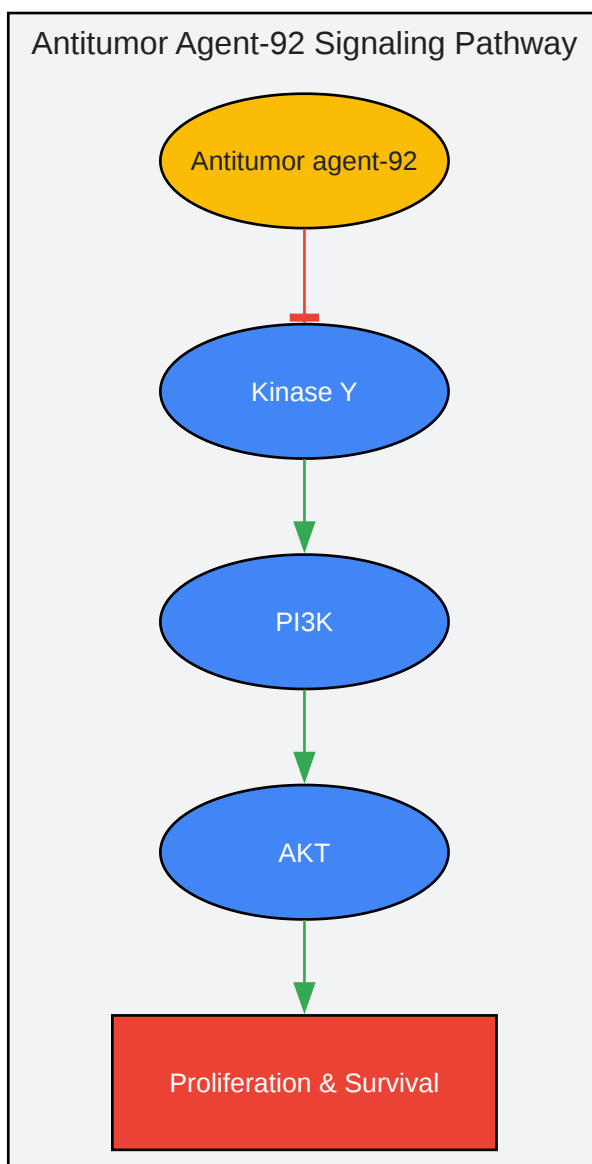 Antitumor Agent-92 Signaling Pathway
Antitumor agent-92
Kinase Y
PI3K
AKT
Proliferation & Survival